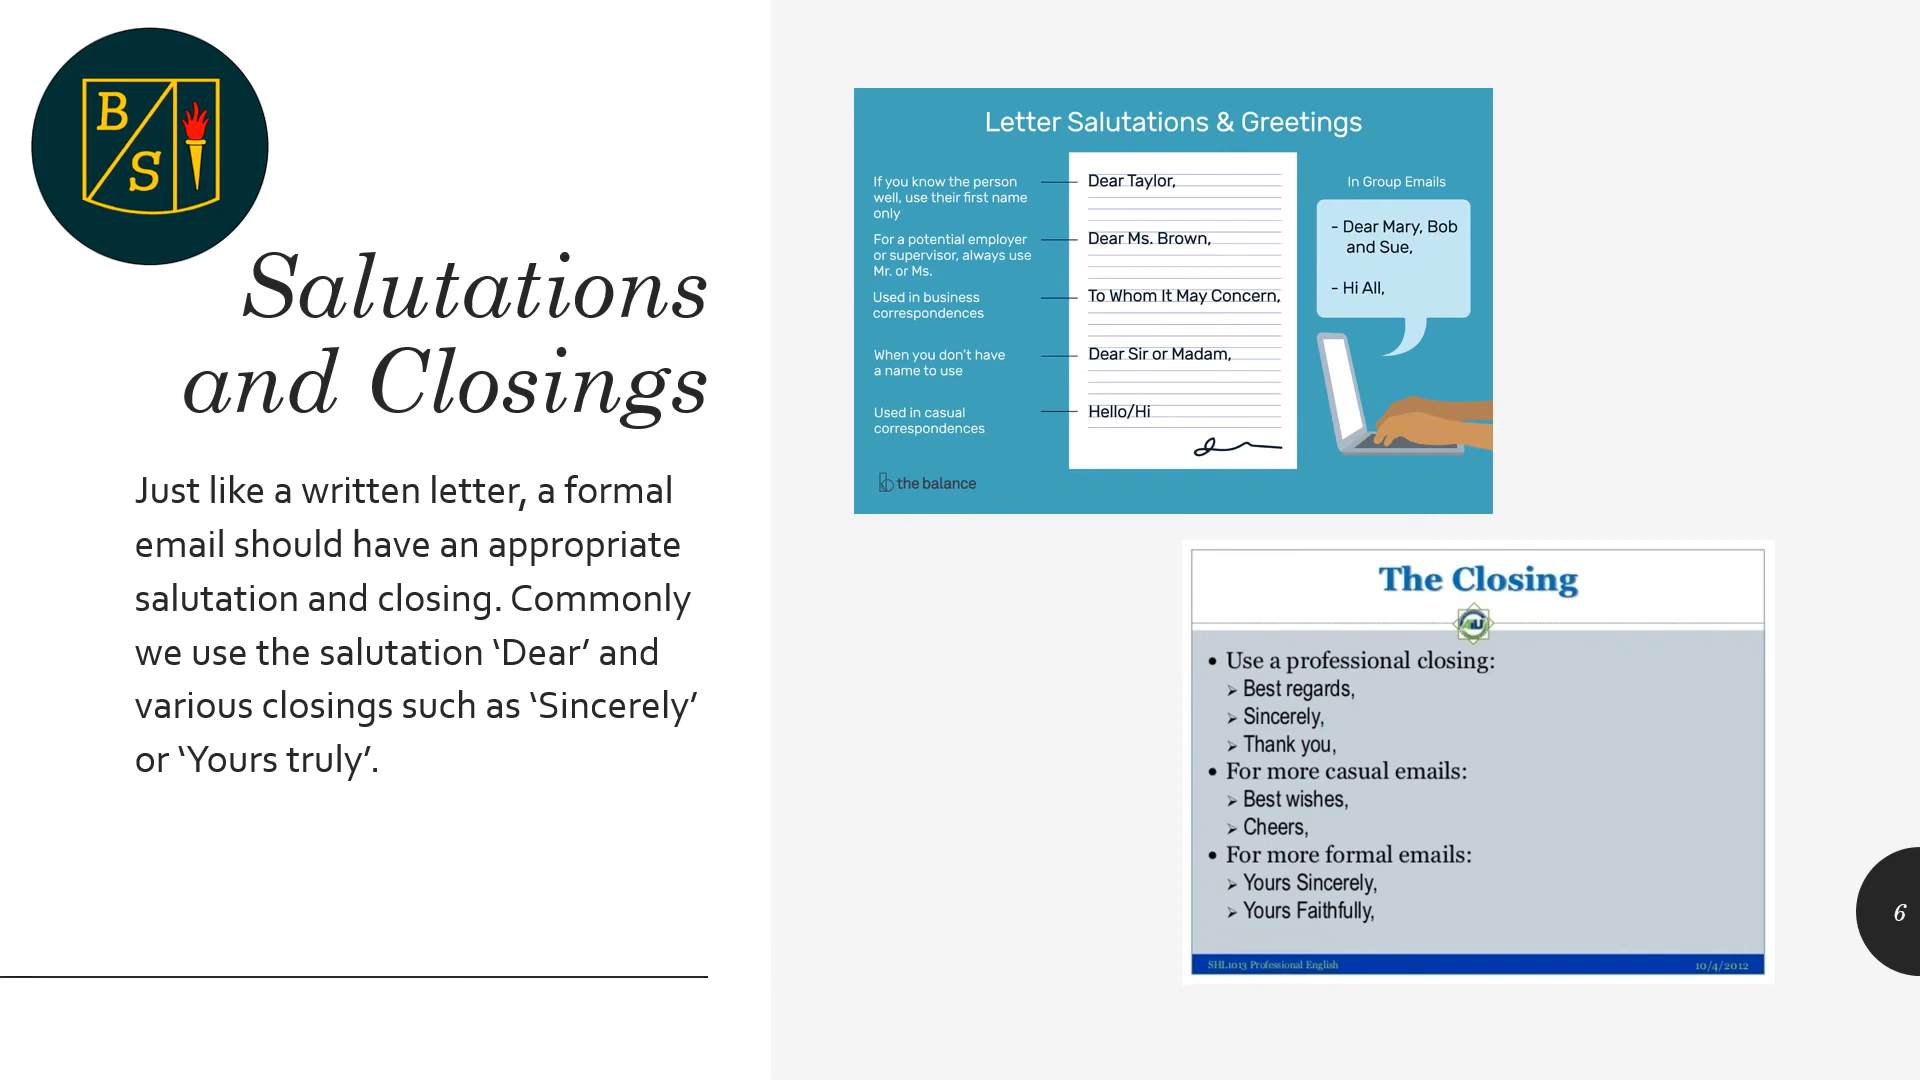 B
S
Salutations
and Closings
Just like a written letter, a formal
email should have an appropriate
salutation and closing. Commonly
we use the salutation ‘Dear’ and
various closings such as ‘Sincerely’
or ‘Yours truly’.
Letter Salutations & Greetings
If you know the person
well, use their first name
only
Dear Taylor,
For a potential employer
or supervisor, always use
Mr. or Ms.
Dear Ms. Brown,
Used in business
correspondences
To Whom It May Concern,
When you don’t have
a name to use
Dear Sir or Madam,
Used in casual
correspondences
Hello/Hi
In Group Emails
- Dear Mary, Bob
and Sue,
- Hi All,
the balance
The Closing
• Use a professional closing:
➢ Best regards,
➢ Sincerely,
➢ Thank you,
• For more casual emails:
➢ Best wishes,
➢ Cheers,
• For more formal emails:
➢ Yours Sincerely,
➢ Yours Faithfully,
SHL1013 Professional English
10/4/2012
6